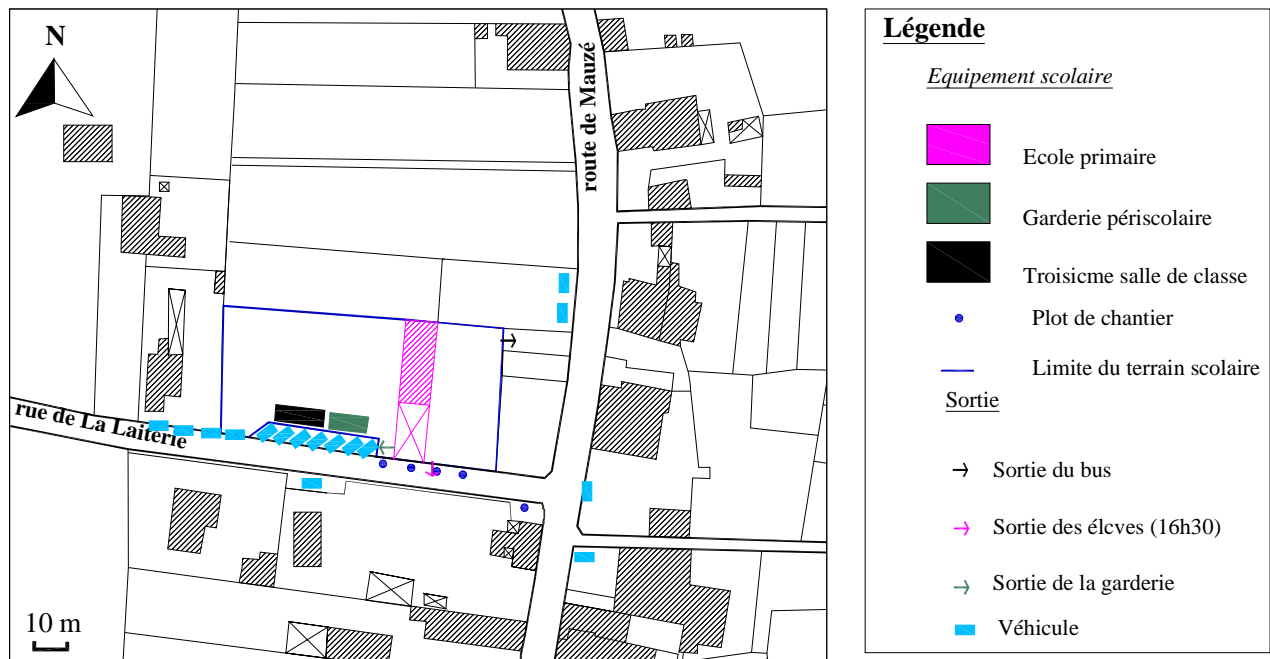 N
route de Mauzé
rue de La Laiterie
10 m
Légende
Equipement scolaire
Ecole primaire
Garderie périscolaire
Troisicme salle de classe
Plot de chantier
Limite du terrain scolaire
Sortie
Sortie du bus
Sortie des élcves (16h30)
Sortie de la garderie
Véhicule